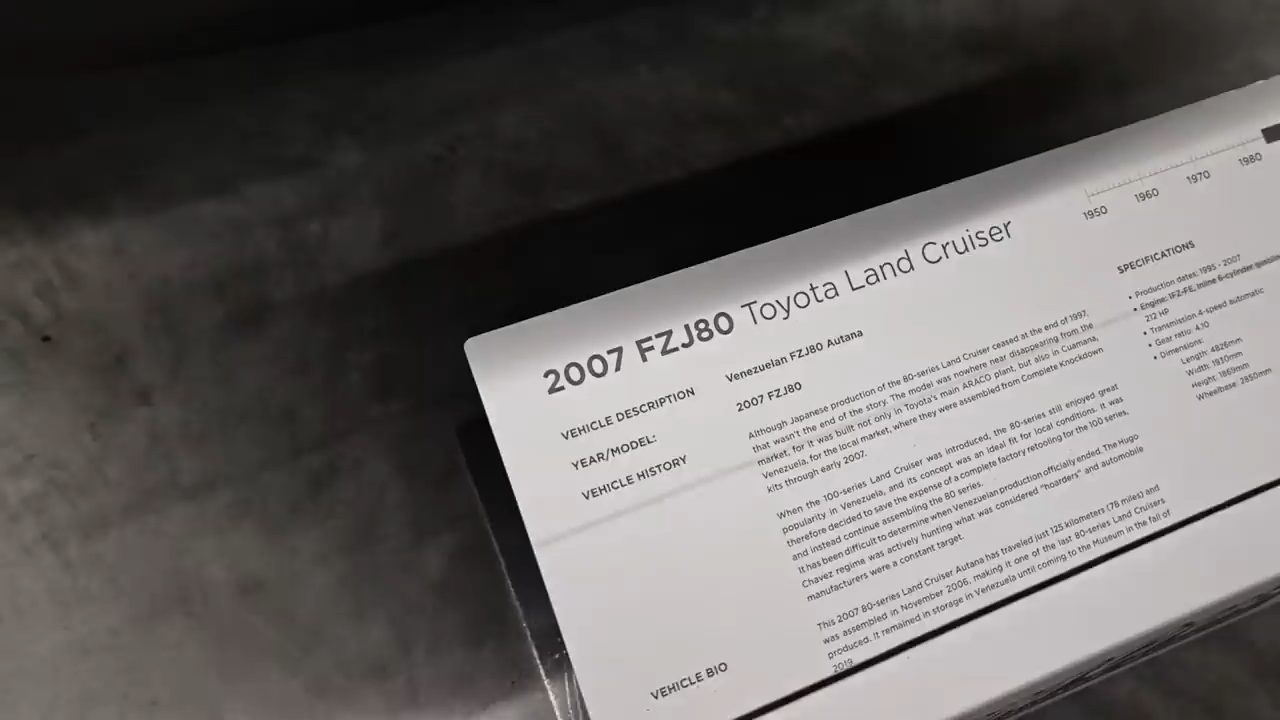 2007 FZJ80 Toyota Land Cruiser
1950 1960 1970 1980
VEHICLE DESCRIPTION
Venezuelan FZJ80 Autana
YEAR/MODEL:
2007 FZJ80
VEHICLE HISTORY
Although Japanese production of the 80-series Land Cruiser ceased at the end of 1997,
that wasn't the end of the story. The model was nowhere near disappearing from the
market, for it was built not only in Toyota's main ARACO plant, but also in Cumana,
Venezuela, for the local market, where they were assembled from Complete Knockdown
kits through early 2007.
When the 100-series Land Cruiser was introduced, the 80-series still enjoyed great
popularity in Venezuela, and its concept was an ideal fit for local conditions. It was
therefore decided to save the expense of a complete factory retooling for the 100 series,
and instead continue assembling the 80 series.
It has been difficult to determine when Venezuelan production officially ended. The Hugo
Chavez regime was actively hunting what was considered "hoarders" and automobile
manufacturers were a constant target.
VEHICLE BIO
This 2007 80-series Land Cruiser Autana has traveled just 125 kilometers (78 miles) and
was assembled in November 2006, making it one of the last 80-series Land Cruisers
produced. It remained in storage in Venezuela until coming to the Museum in the fall of
2019.
SPECIFICATIONS
• Production dates: 1995 - 2007
• Engine: 1FZ-FE, Inline 6-cylinder gasoline
212 HP
• Transmission 4-speed automatic
• Gear ratio: 4.10
• Dimensions:
Length: 4826mm
Width: 1930mm
Height: 1869mm
Wheelbase: 2850mm